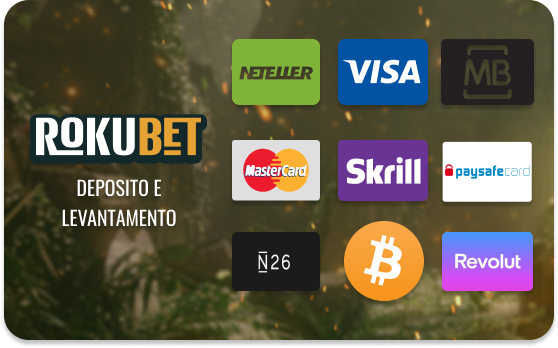 ROKUBET
DEPOSITO E
LEVANTAMENTO
NETELLER
VISA
MB
MasterCard
Skrill
paysafecard
N26
Revolut